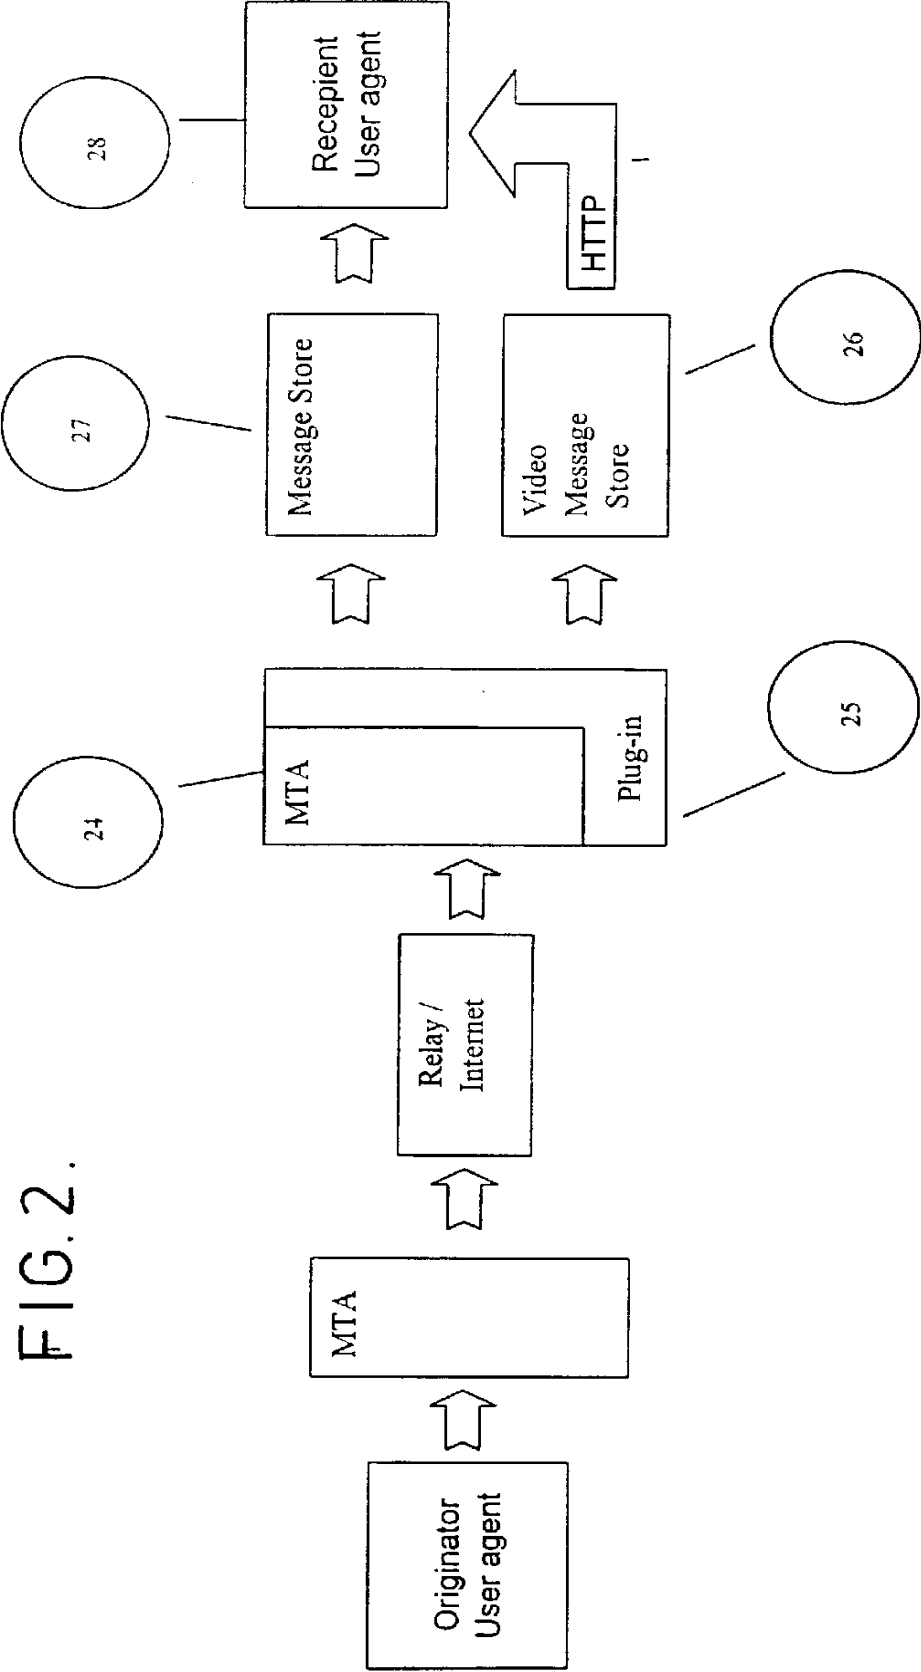 FIG. 2.
Originator
User agent
MTA
Relay /
Internet
MTA
Plug-in
24
25
Message Store
27
Video
Message
Store
26
HTTP
Recepient
User agent
28